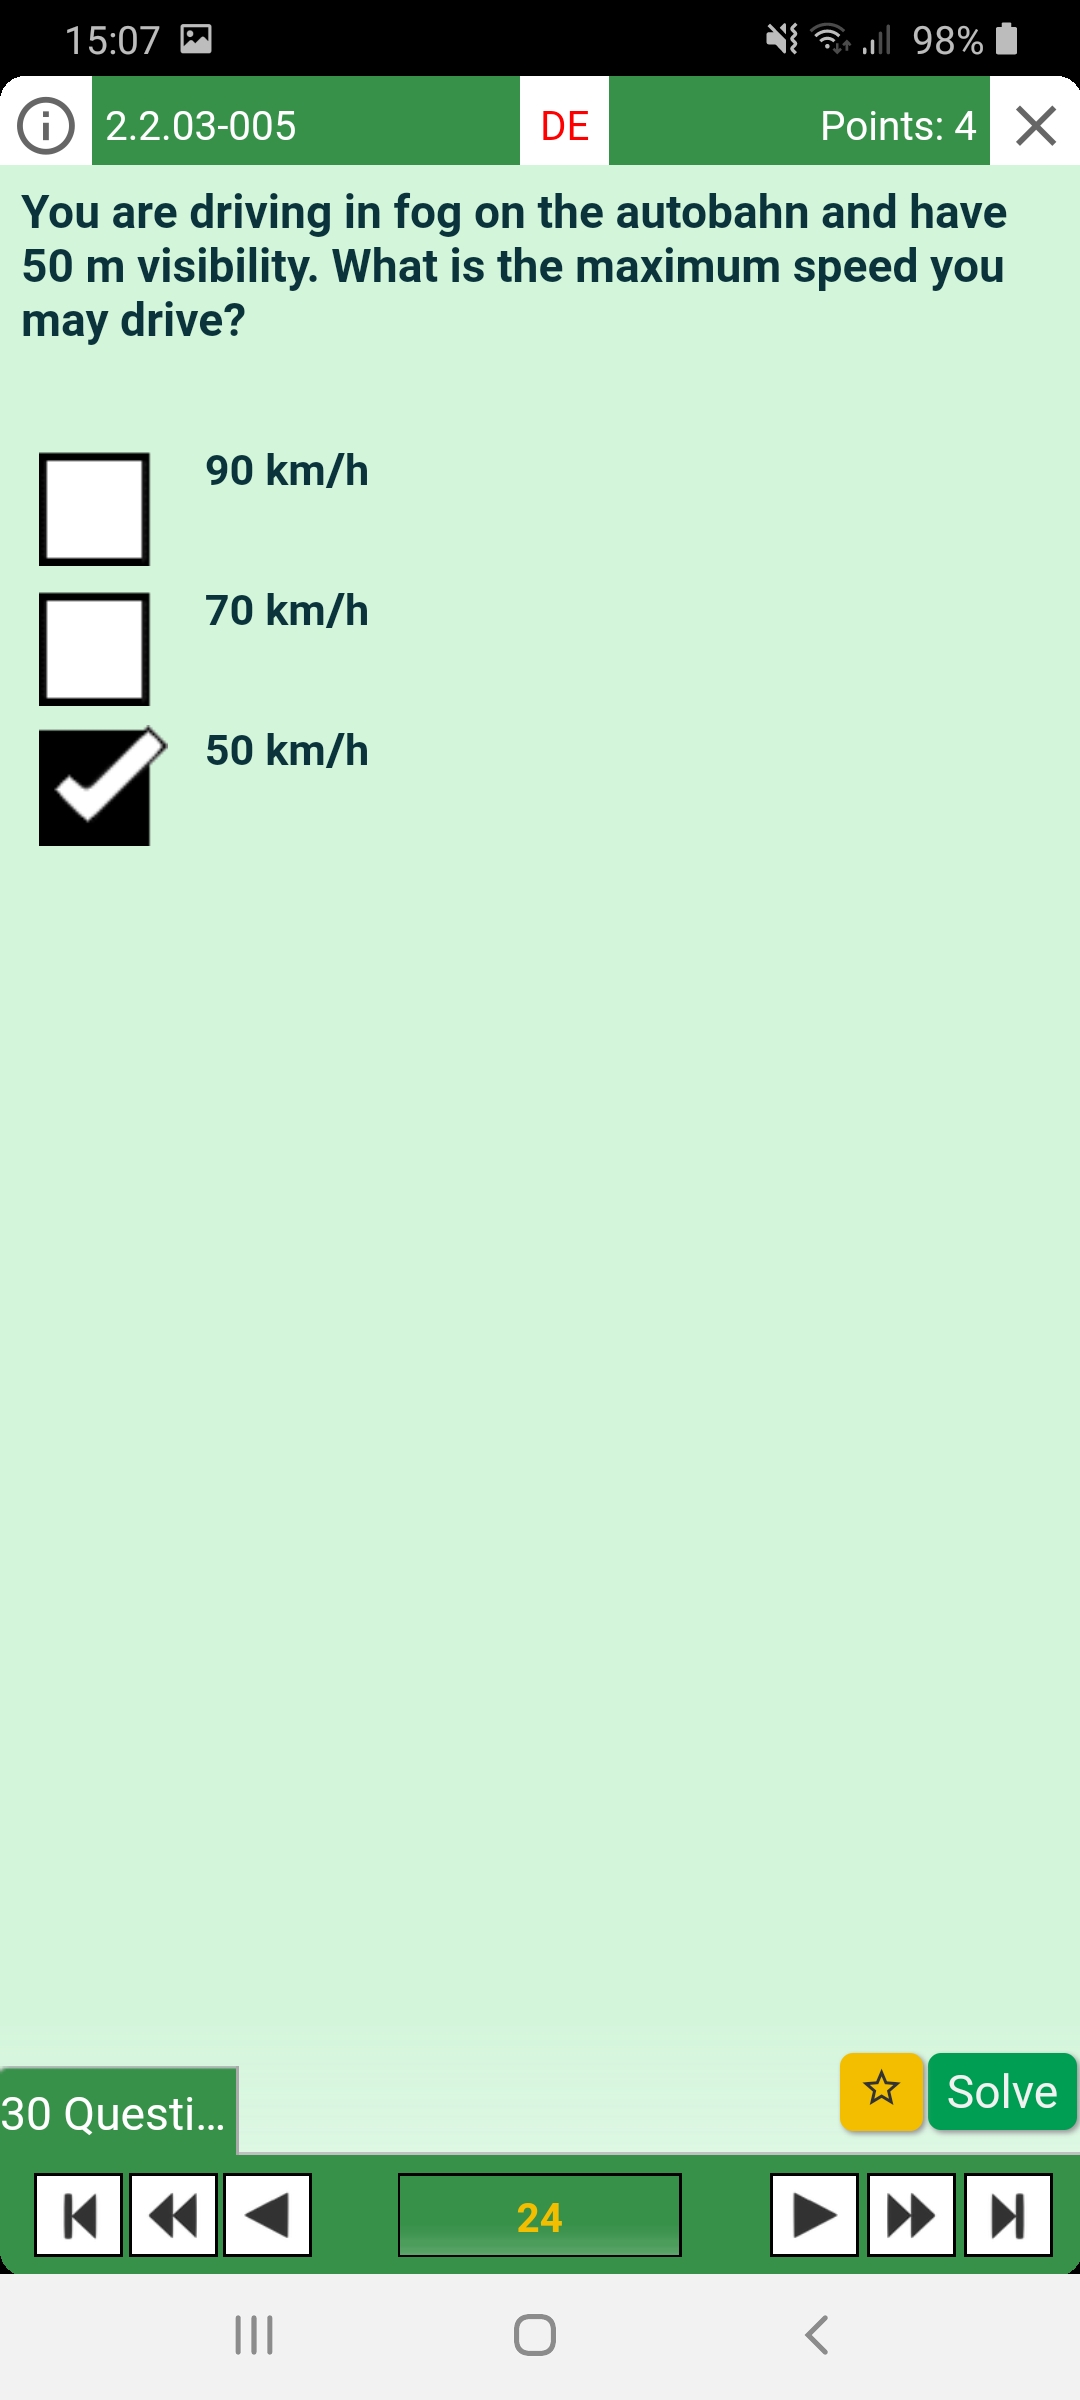 15:07
98%
2.2.03-005
DE
Points: 4
You are driving in fog on the autobahn and have
50 m visibility. What is the maximum speed you
may drive?
90 km/h
70 km/h
50 km/h
30 Questi...
Solve
24